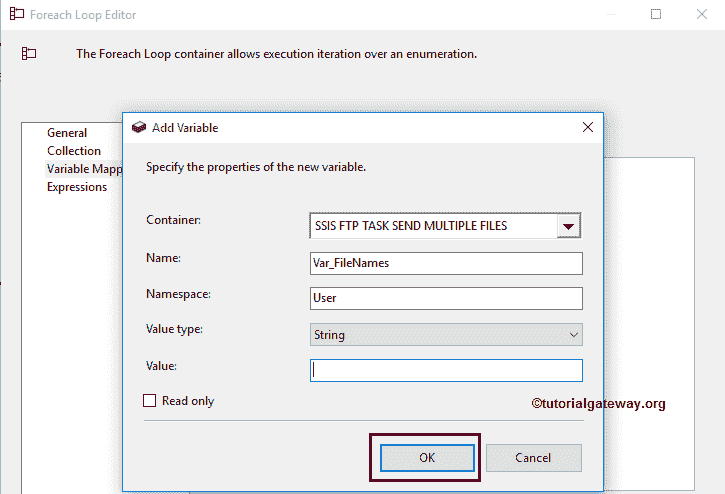 Foreach Loop Editor
The Foreach Loop container allows execution iteration over an enumeration.
General
Collection
Variable Mapp
Expressions
Add Variable
Specify the properties of the new variable.
Container:
SSIS FTP TASK SEND MULTIPLE FILES
Name:
Var_FileNames
Namespace:
User
Value type:
String
Value:
Read only
©tutorialgateway.org
OK
Cancel